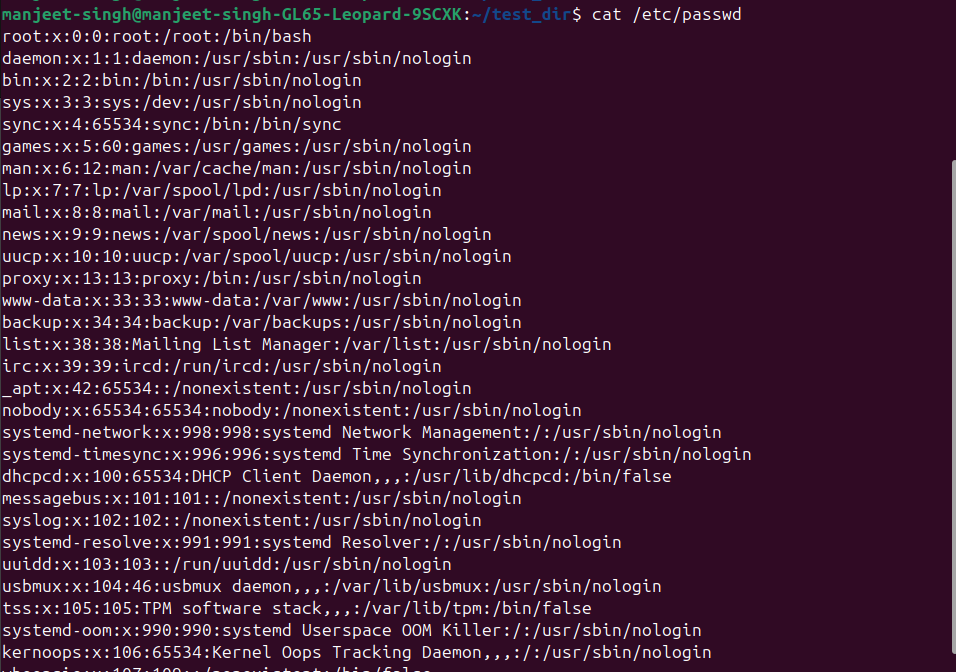 manjeet-singh@manjeet-singh-GL65-Leopard-9SCXK:~/test_dir$ cat /etc/passwd
root:x:0:0:root:/root:/bin/bash
daemon:x:1:1:daemon:/usr/sbin:/usr/sbin/nologin
bin:x:2:2:bin:/bin:/usr/sbin/nologin
sys:x:3:3:sys:/dev:/usr/sbin/nologin
sync:x:4:65534:sync:/bin:/bin/sync
games:x:5:60:games:/usr/games:/usr/sbin/nologin
man:x:6:12:man:/var/cache/man:/usr/sbin/nologin
lp:x:7:7:lp:/var/spool/lpd:/usr/sbin/nologin
mail:x:8:8:mail:/var/mail:/usr/sbin/nologin
news:x:9:9:news:/var/spool/news:/usr/sbin/nologin
uucp:x:10:10:uucp:/var/spool/uucp:/usr/sbin/nologin
proxy:x:13:13:proxy:/bin:/usr/sbin/nologin
www-data:x:33:33:www-data:/var/www:/usr/sbin/nologin
backup:x:34:34:backup:/var/backups:/usr/sbin/nologin
list:x:38:38:Mailing List Manager:/var/list:/usr/sbin/nologin
irc:x:39:39:ircd:/run/ircd:/usr/sbin/nologin
_apt:x:42:65534::/nonexistent:/usr/sbin/nologin
nobody:x:65534:65534:nobody:/nonexistent:/usr/sbin/nologin
systemd-network:x:998:998:systemd Network Management:/:/usr/sbin/nologin
systemd-timesync:x:996:996:systemd Time Synchronization:/:/usr/sbin/nologin
dhcpcd:x:100:65534:DHCP Client Daemon,,,:/usr/lib/dhcpcd:/bin/false
messagebus:x:101:101::/nonexistent:/usr/sbin/nologin
syslog:x:102:102::/nonexistent:/usr/sbin/nologin
systemd-resolve:x:991:991:systemd Resolver:/:/usr/sbin/nologin
uuidd:x:103:103::/run/uuidd:/usr/sbin/nologin
usbmux:x:104:46:usbmux daemon,,,:/var/lib/usbmux:/usr/sbin/nologin
tss:x:105:105:TPM software stack,,,:/var/lib/tpm:/bin/false
systemd-oom:x:990:990:systemd Userspace OOM Killer:/:/usr/sbin/nologin
kernoops:x:106:65534:Kernel Oops Tracking Daemon,,,:/:/usr/sbin/nologin